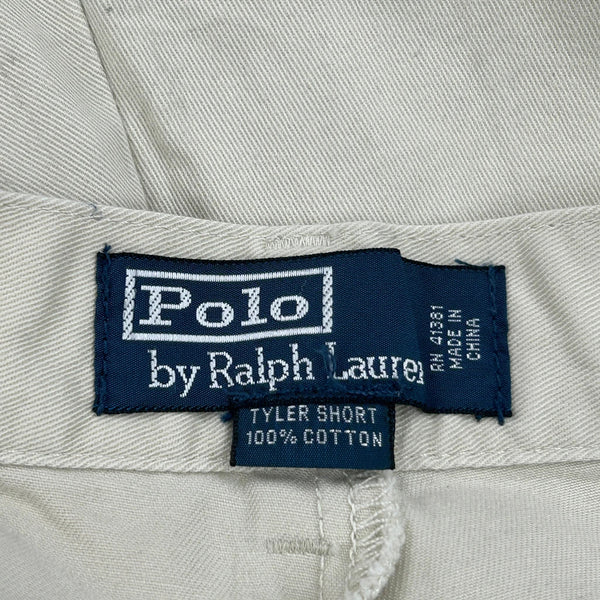 Polo
by Ralph Lauren
TYLER SHORT
100% COTTON
RN 41381
MADE IN
CHINA